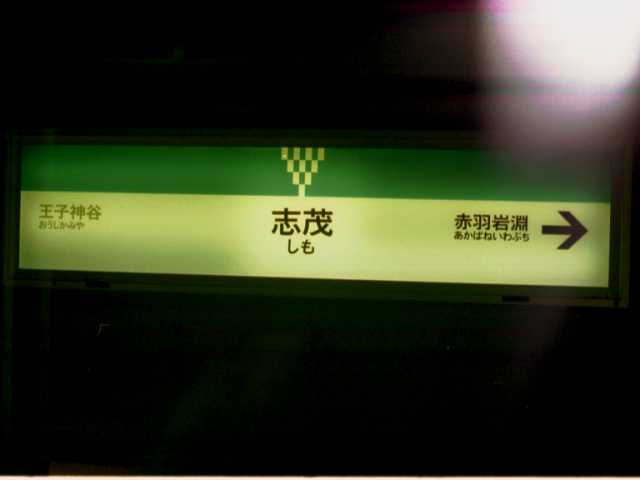 王子神谷
おうじかみや
志茂
しも
赤羽岩淵
あかばねいわぶち